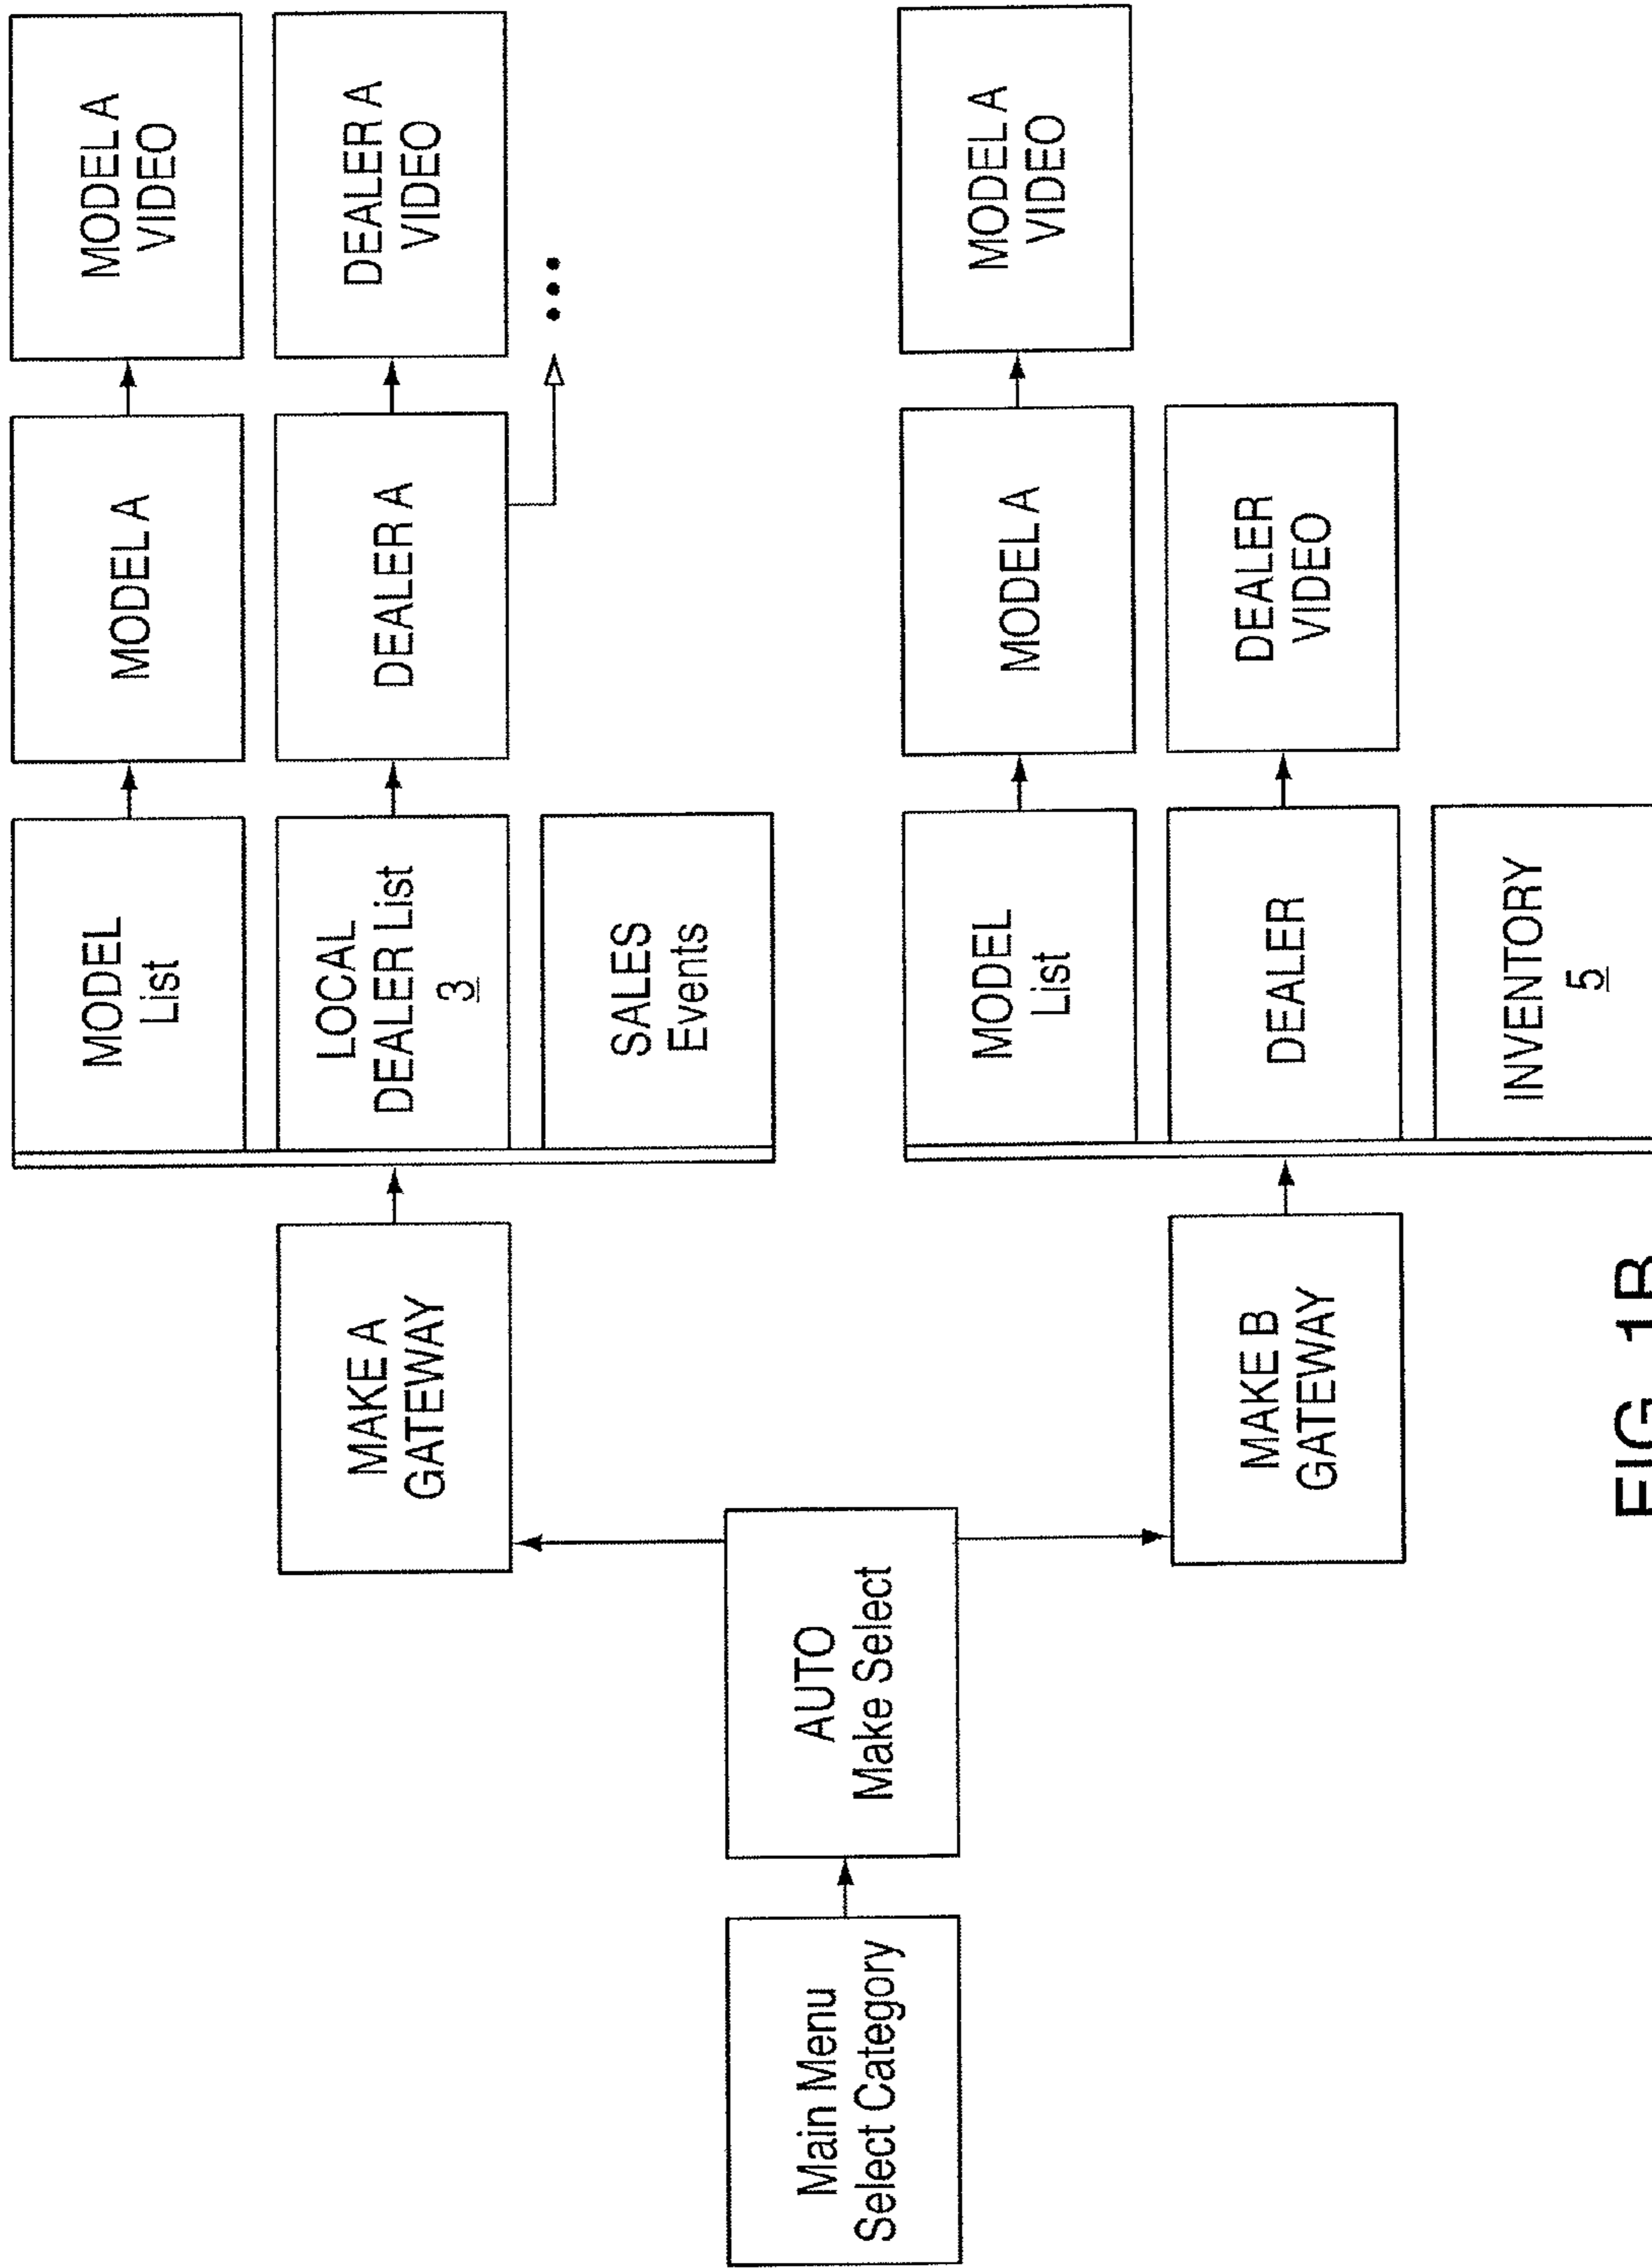 Main Menu
Select Category
AUTO
Make Select
MAKE A
GATEWAY
MODEL
List
MODEL A
MODEL A
VIDEO
LOCAL
DEALER List
3
DEALER A
DEALER A
VIDEO
SALES
Events
MAKE B
GATEWAY
MODEL
List
MODEL A
MODEL A
VIDEO
DEALER
DEALER
VIDEO
INVENTORY
5
FIG. 1B